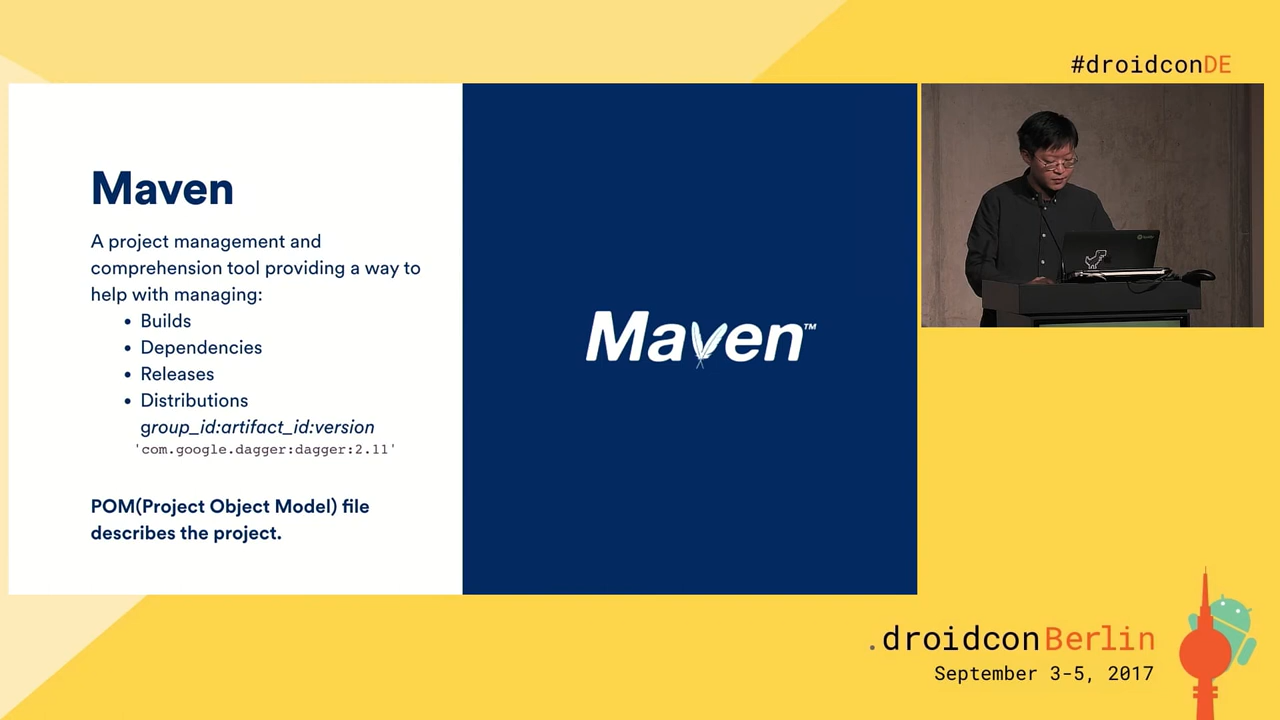 #droidconDE
Maven
A project management and
comprehension tool providing a way to
help with managing:
• Builds
• Dependencies
• Releases
• Distributions
group_id:artifact_id:version
'com.google.dagger:dagger:2.11'
POM(Project Object Model) file
describes the project.
Maven™
.droidconBerlin
September 3-5, 2017